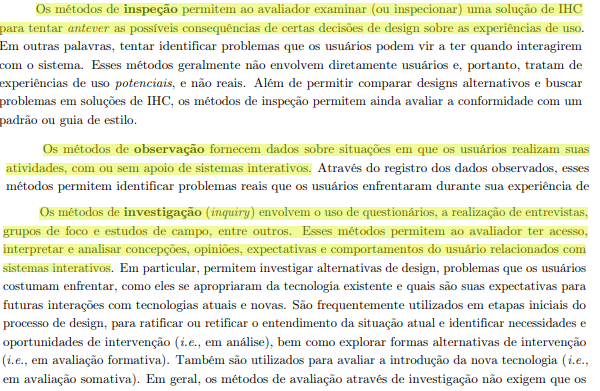 Os métodos de inspeção permitem ao avaliador examinar (ou inspecionar) uma solução de IHC
para tentar antever as possíveis consequências de certas decisões de design sobre as experiências de uso.
Em outras palavras, tentar identificar problemas que os usuários podem vir a ter quando interagirem
com o sistema. Esses métodos geralmente não envolvem diretamente usuários e, portanto, tratam de
experiências de uso potenciais, e não reais. Além de permitir comparar designs alternativos e buscar
problemas em soluções de IHC, os métodos de inspeção permitem ainda avaliar a conformidade com um
padrão ou guia de estilo.
Os métodos de observação fornecem dados sobre situações em que os usuários realizam suas
atividades, com ou sem apoio de sistemas interativos. Através do registro dos dados observados, esses
métodos permitem identificar problemas reais que os usuários enfrentaram durante sua experiência de
Os métodos de investigação (inquiry) envolvem o uso de questionários, a realização de entrevistas,
grupos de foco e estudos de campo, entre outros. Esses métodos permitem ao avaliador ter acesso,
interpretar e analisar concepções, opiniões, expectativas e comportamentos do usuário relacionados com
sistemas interativos. Em particular, permitem investigar alternativas de design, problemas que os usuários
costumam enfrentar, como eles se apropriaram da tecnologia existente e quais são suas expectativas para
futuras interações com tecnologias atuais e novas. São frequentemente utilizados em etapas iniciais do
processo de design, para ratificar ou retificar o entendimento da situação atual e identificar necessidades e
oportunidades de intervenção (i.e., em análise), bem como explorar formas alternativas de intervenção
(i.e., em avaliação formativa). Também são utilizados para avaliar a introdução da nova tecnologia (i.e.,
em avaliação somativa). Em geral, os métodos de avaliação através de investigação não exigem que os